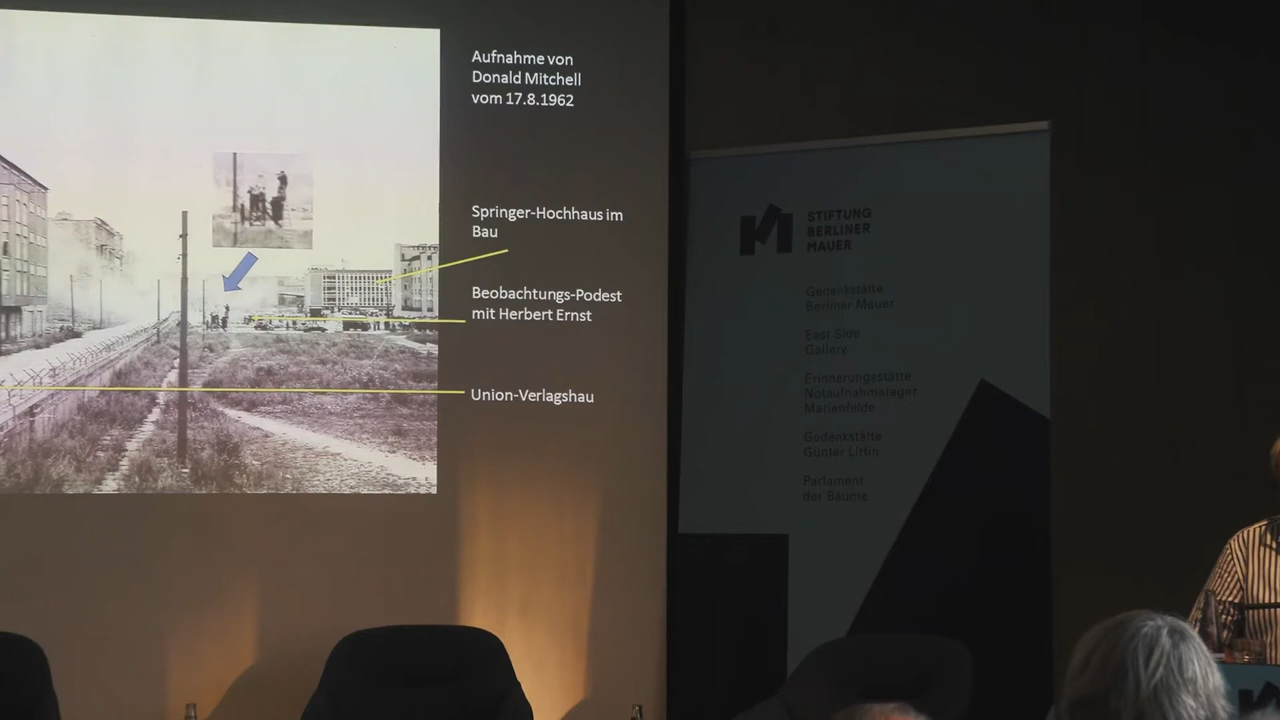 Aufnahme von
Donald Mitchell
vom 17.8.1962
Springer-Hochhaus im
Bau
Beobachtungs-Podest
mit Herbert Ernst
Union-Verlagshau
STIFTUNG
BERLINER
MAUER
Gedenkstätte
Berliner Mauer
East Side
Gallery
Erinnerungsstätte
Notaufnahmelager
Marienfelde
Gedenkstätte
Günter Litfin
Parlament
der Bäume